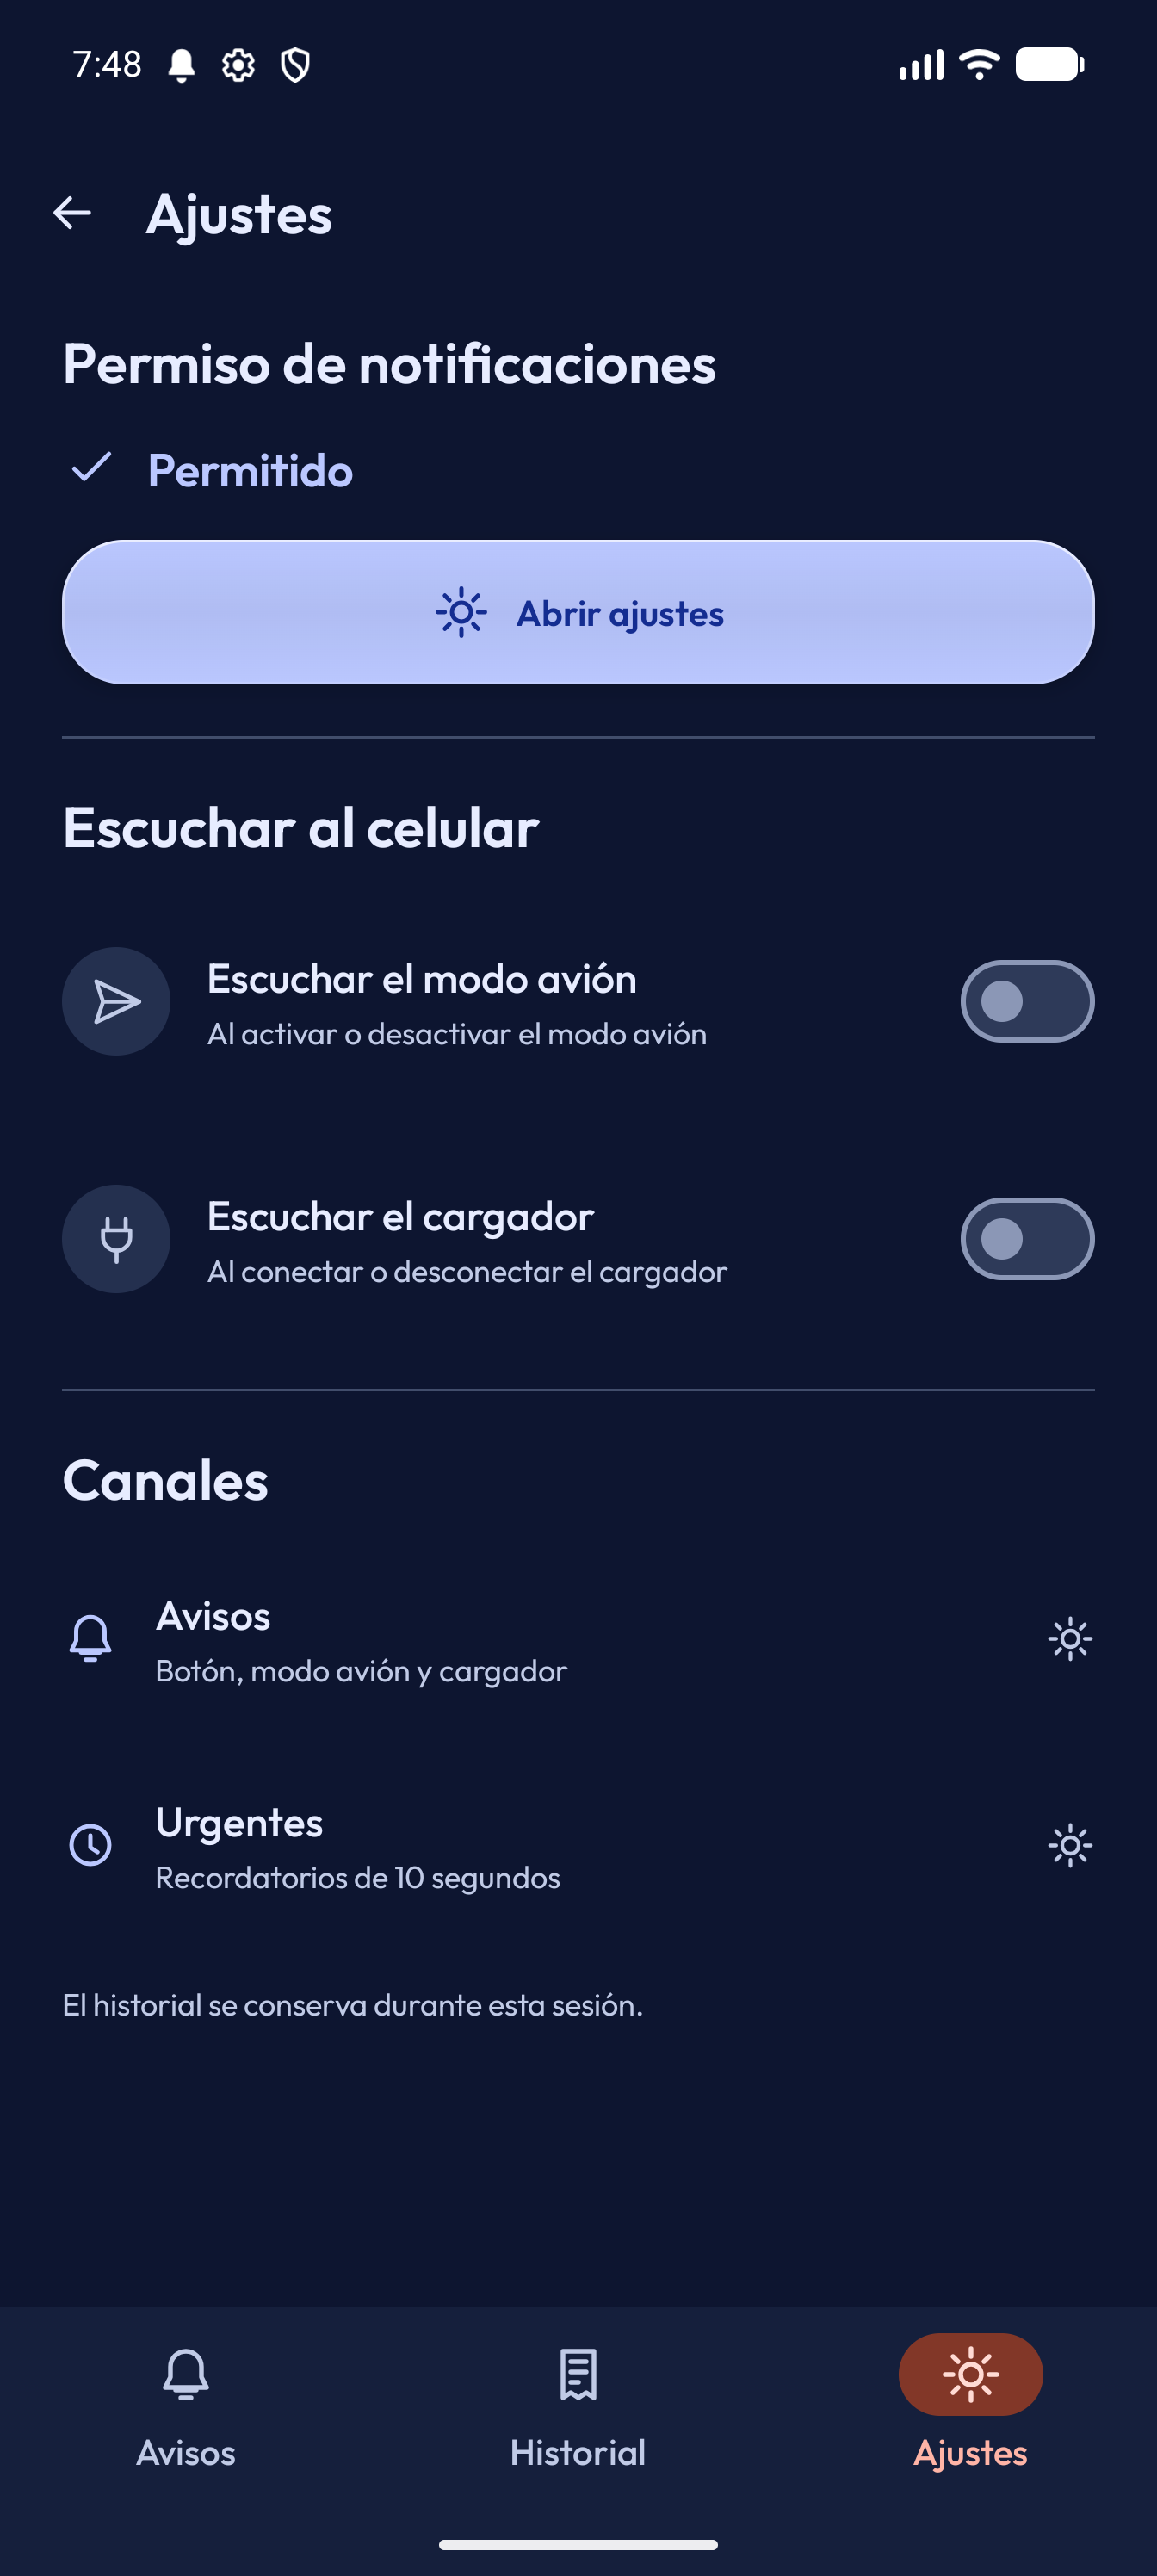 7:48
Ajustes
Permiso de notificaciones
Permitido
Abrir ajustes
Escuchar al celular
Escuchar el modo avión
Al activar o desactivar el modo avión
Escuchar el cargador
Al conectar o desconectar el cargador
Canales
Avisos
Botón, modo avión y cargador
Urgentes
Recordatorios de 10 segundos
El historial se conserva durante esta sesión.
Avisos
Historial
Ajustes